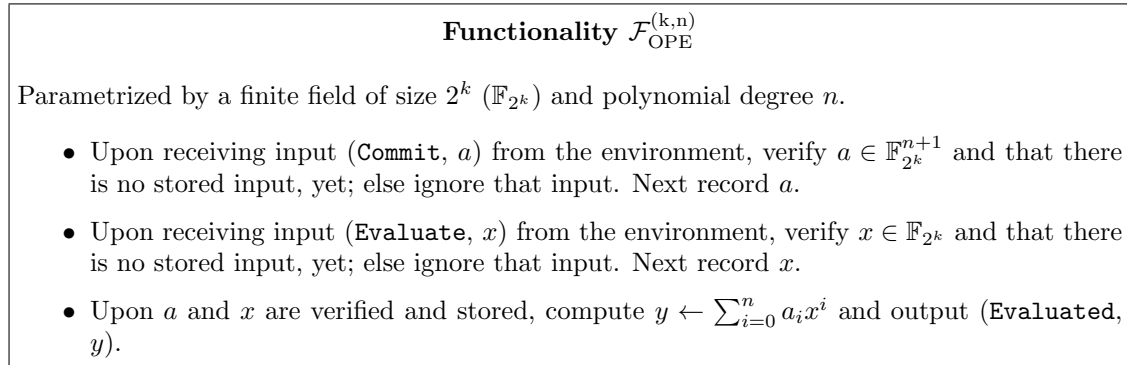 Functionality $\mathcal{F}_{\mathrm{OPE}}^{(\mathrm{k,n})}$
Parametrized by a finite field of size $2^k$ ($\mathbb{F}_{2^k}$) and polynomial degree $n$.
• Upon receiving input (Commit, $a$) from the environment, verify $a \in \mathbb{F}_{2^k}^{n+1}$ and that there
is no stored input, yet; else ignore that input. Next record $a$.
• Upon receiving input (Evaluate, $x$) from the environment, verify $x \in \mathbb{F}_{2^k}$ and that there
is no stored input, yet; else ignore that input. Next record $x$.
• Upon $a$ and $x$ are verified and stored, compute $y \leftarrow \sum_{i=0}^{n} a_i x^i$ and output (Evaluated,
$y$).